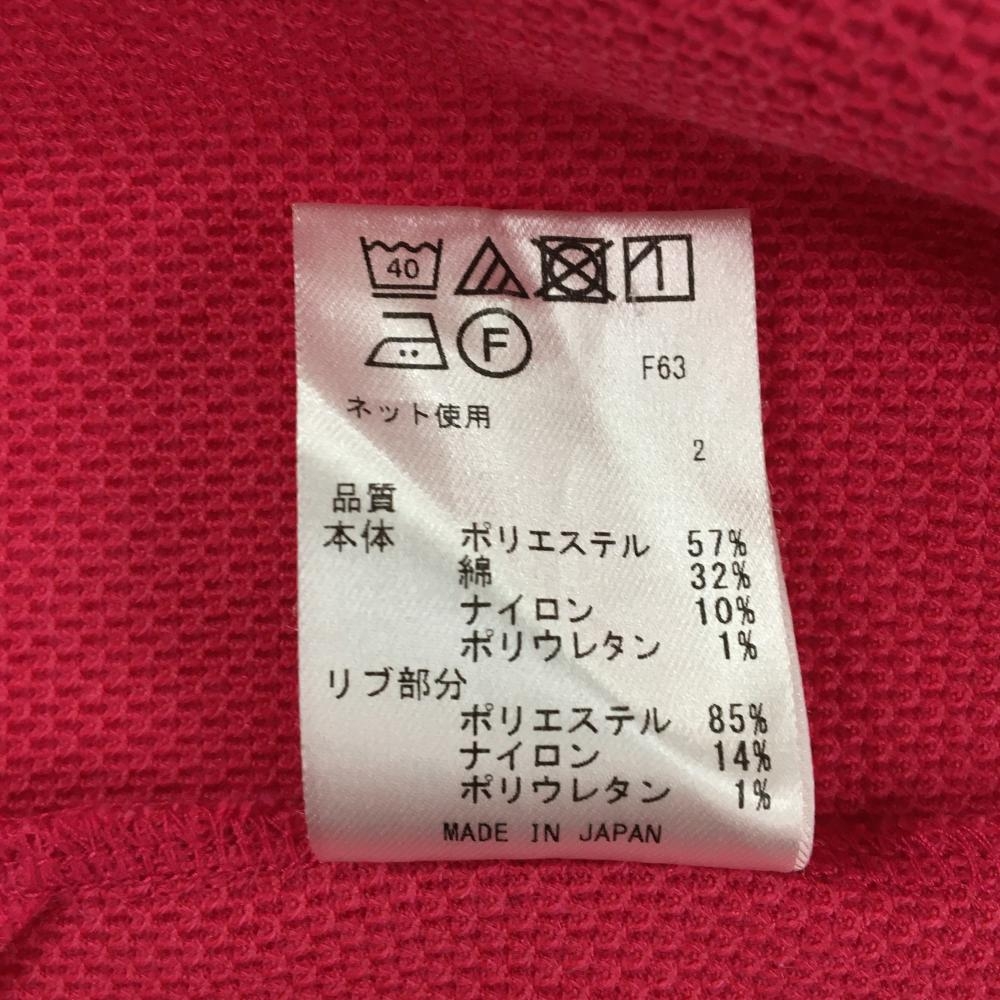 40
F
F63
ネット使用
2
品質
本体 ポリエステル 57%
綿 32%
ナイロン 10%
ポリウレタン 1%
リブ部分
ポリエステル 85%
ナイロン 14%
ポリウレタン 1%
MADE IN JAPAN